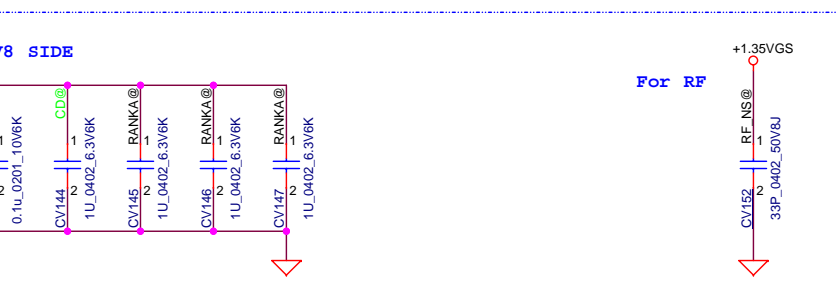 V8 SIDE
+1.35VGS
For RF
CD@
RANKA@
RANKA@
RANKA@
RF_NS@
1
2
0.1u_0201_10V6K
1
2
CV144
1U_0402_6.3V6K
1
2
CV145
1U_0402_6.3V6K
1
2
CV146
1U_0402_6.3V6K
1
2
CV147
1U_0402_6.3V6K
1
2
CV152
33P_0402_50V8J